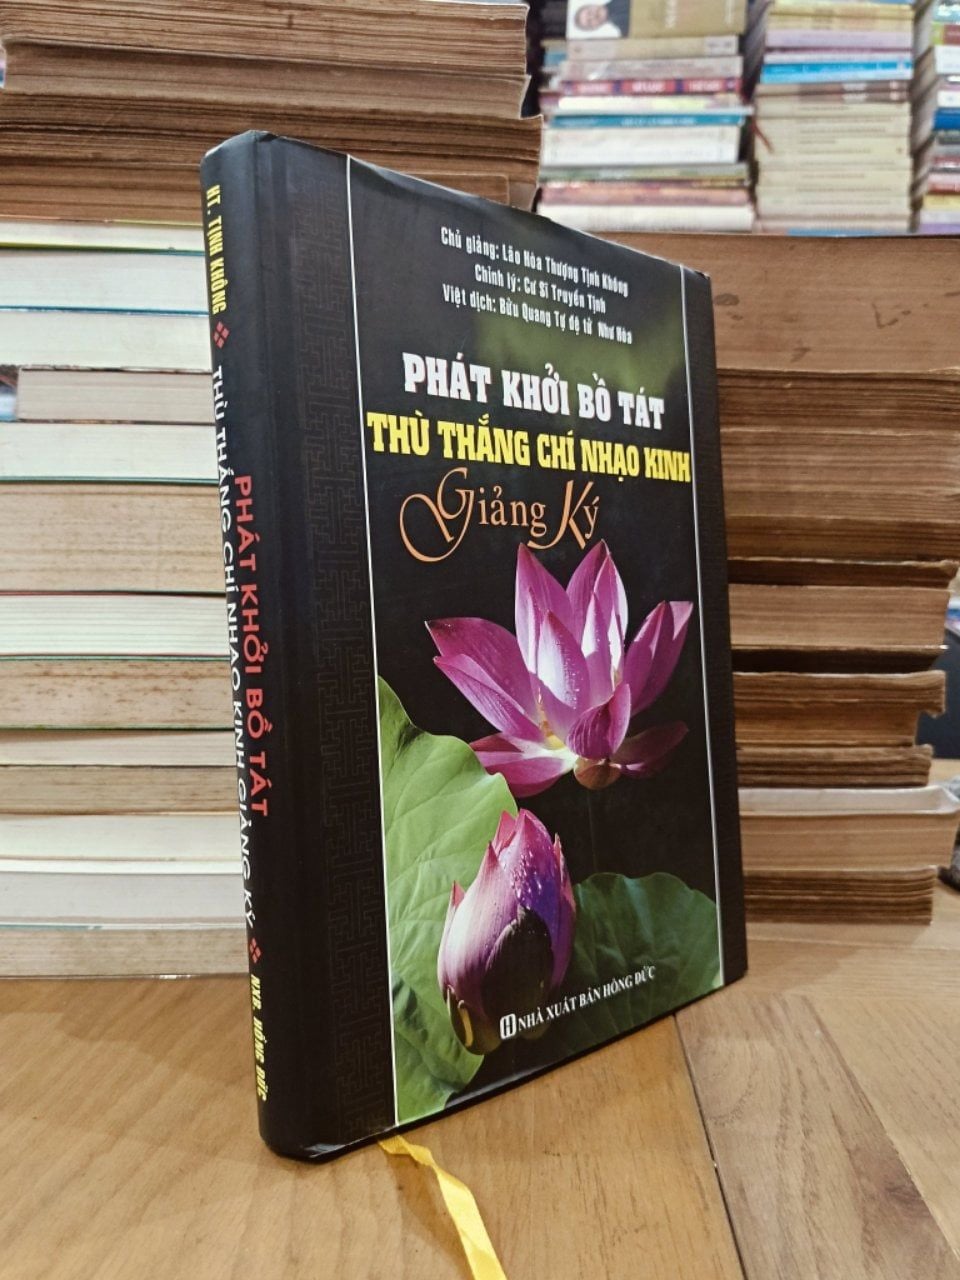 Chủ giảng: Lão Hòa Thượng Tịnh Không
Chỉnh lý: Cư Sĩ Truyền Tịnh
Việt dịch: Bửu Quang Tự đệ tử Như Hòa
PHÁT KHỞI BỒ TÁT
THÙ THẮNG CHÍ NHẠO KINH
Giảng Ký
NHÀ XUẤT BẢN HỒNG ĐỨC
HT. TỊNH KHÔNG
PHÁT KHỞI BỒ TÁT
THÙ THẮNG CHÍ NHẠO KINH GIẢNG KÝ
NXB. HỒNG ĐỨC